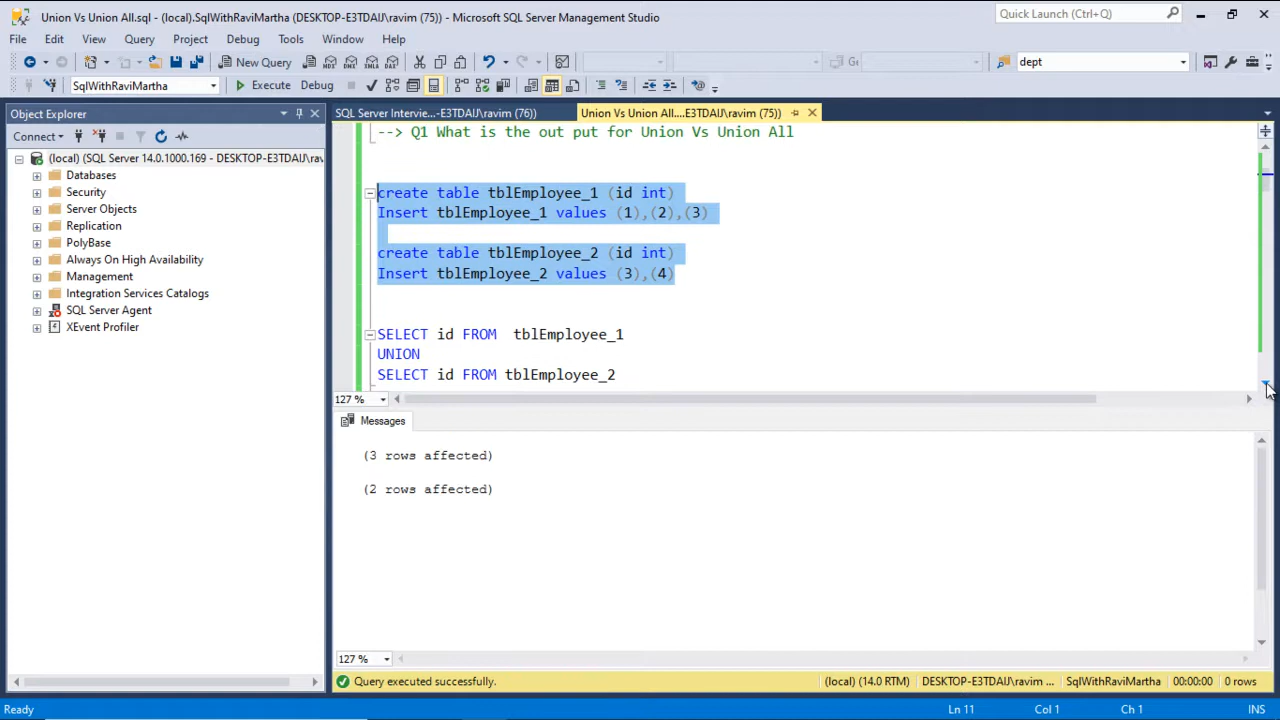 Union Vs Union All.sql - (local).SqlWithRaviMartha (DESKTOP-E3TDAIJ\ravim (75)) - Microsoft SQL Server Management Studio
Quick Launch (Ctrl+Q)
File Edit View Query Project Debug Tools Window Help
New Query
dept
SqlWithRaviMartha
Execute Debug
Object Explorer
SQL Server Intervie...-E3TDAIJ\ravim (76))
Union Vs Union All....E3TDAIJ\ravim (75))
Connect
(local) (SQL Server 14.0.1000.169 - DESKTOP-E3TDAIJ\rav
Databases
Security
Server Objects
Replication
PolyBase
Always On High Availability
Management
Integration Services Catalogs
SQL Server Agent
XEvent Profiler
--> Q1 What is the out put for Union Vs Union All
create table tblEmployee_1 (id int)
Insert tblEmployee_1 values (1),(2),(3)
create table tblEmployee_2 (id int)
Insert tblEmployee_2 values (3),(4)
SELECT id FROM  tblEmployee_1
UNION
SELECT id FROM tblEmployee_2
127 %
Messages
(3 rows affected)
(2 rows affected)
127 %
Query executed successfully.
(local) (14.0 RTM)
DESKTOP-E3TDAIJ\ravim ...
SqlWithRaviMartha
00:00:00
0 rows
Ready
Ln 11
Col 1
Ch 1
INS